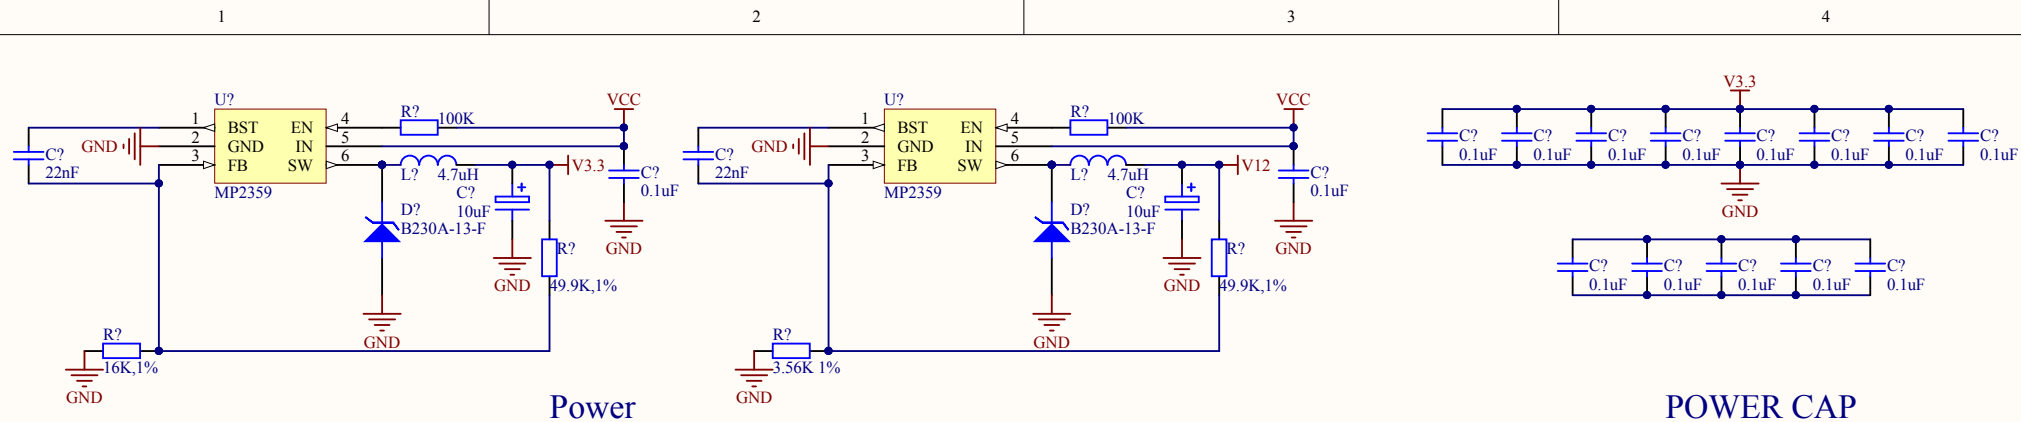 1 2 3 4
U?
1 BST EN 4
2 GND IN 5
3 FB SW 6
MP2359
GND
C?
22nF
R?
100K
VCC
L?
4.7uH
V3.3
C?
0.1uF
GND
C?
10uF
+
GND
D?
B230A-13-F
GND
R?
49.9K,1%
R?
16K,1%
GND
Power
U?
1 BST EN 4
2 GND IN 5
3 FB SW 6
MP2359
GND
C?
22nF
R?
100K
VCC
L?
4.7uH
V12
C?
0.1uF
GND
C?
10uF
+
GND
D?
B230A-13-F
GND
R?
49.9K,1%
R?
3.56K 1%
GND
V3.3
C? C? C? C? C? C? C? C?
0.1uF 0.1uF 0.1uF 0.1uF 0.1uF 0.1uF 0.1uF 0.1uF
GND
C? C? C? C? C?
0.1uF 0.1uF 0.1uF 0.1uF 0.1uF
POWER CAP